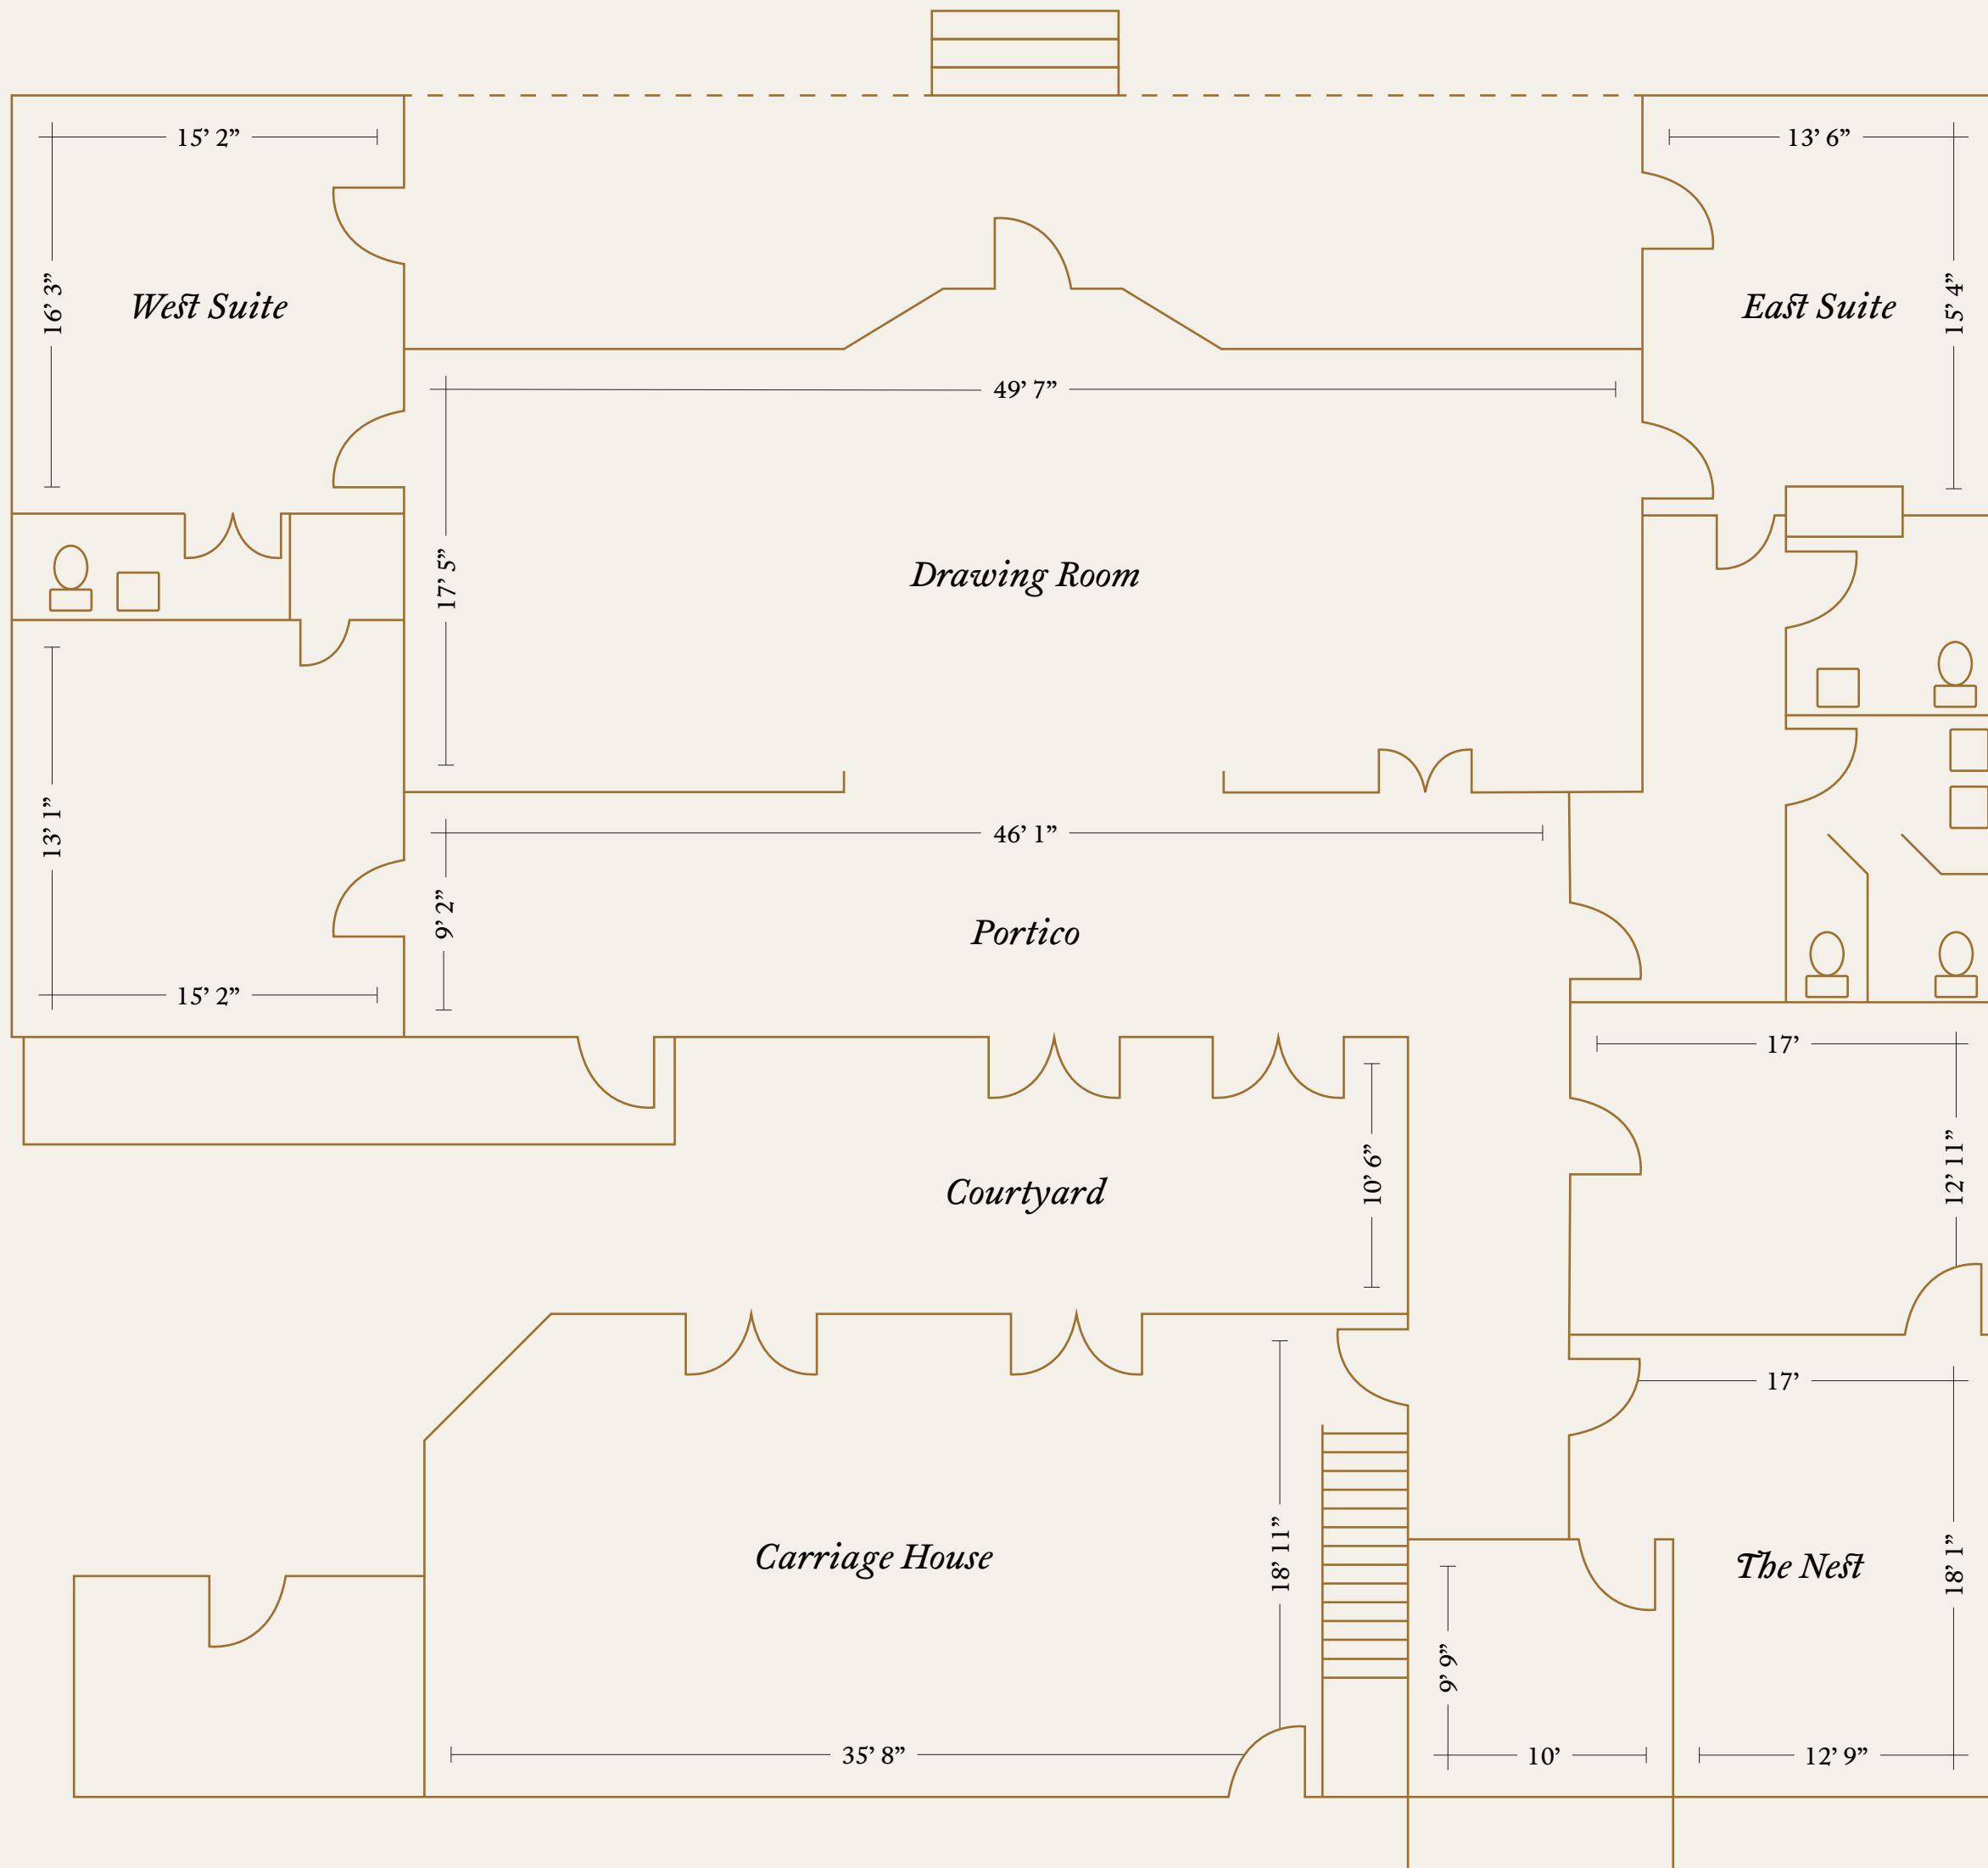 15’ 2”
13’ 6”
16’ 3”
West Suite
East Suite
15’ 4”
49’ 7”
17’ 5”
Drawing Room
13’ 1”
46’ 1”
9’ 2”
Portico
15’ 2”
17’
10’ 6”
12’ 11”
Courtyard
17’
18’ 11”
Carriage House
The Nest
18’ 1”
9’ 9”
35’ 8”
10’
12’ 9”